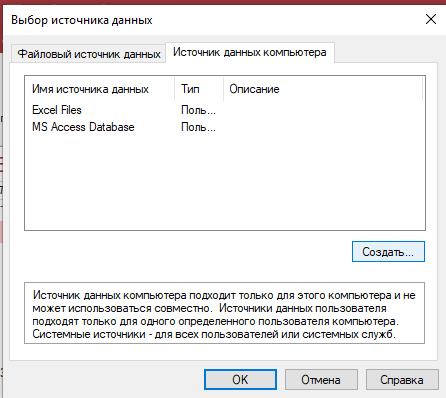 Выбор источника данных
Файловый источник данных Источник данных компьютера
Имя источника данных Тип Описание
Excel Files Поль...
MS Access Database Поль...
Создать...
Источник данных компьютера подходит только для этого компьютера и не
может использоваться совместно. Источники данных пользователя
подходят только для одного определенного пользователя компьютера.
Системные источники - для всех пользователей или системных служб.
OK Отмена Справка